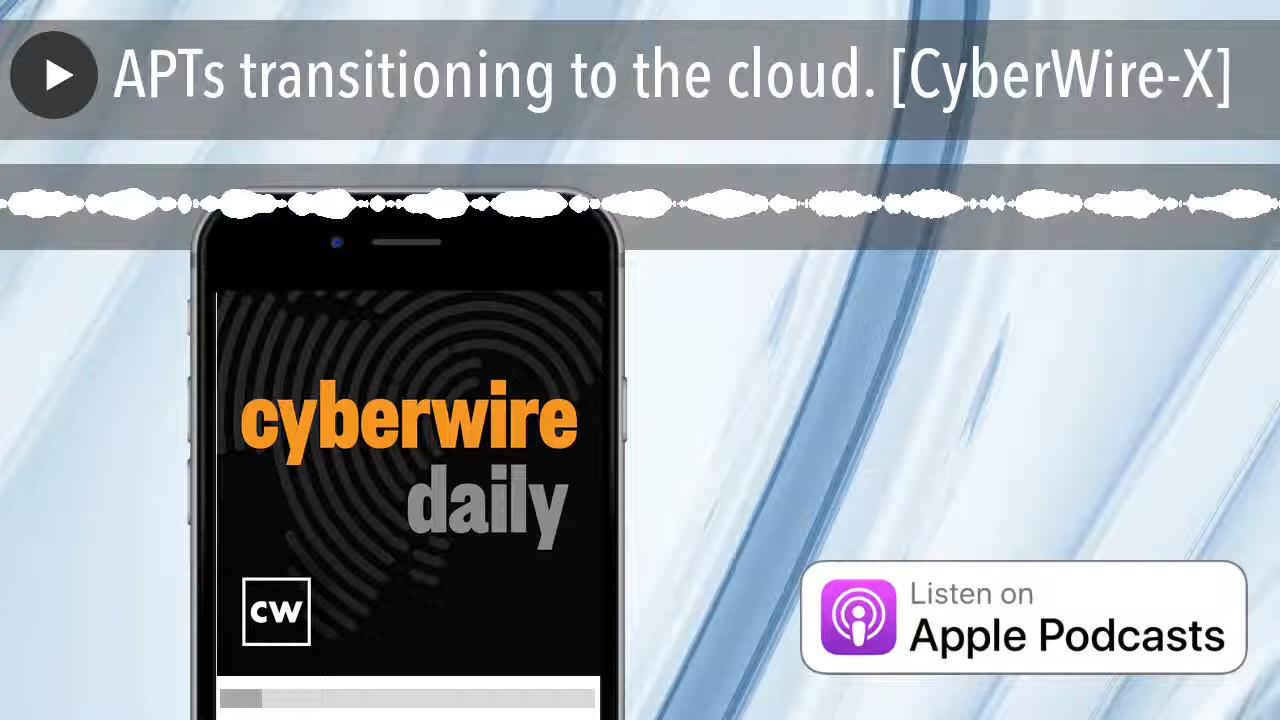 APTs transitioning to the cloud. [CyberWire-X]
cyberwire
daily
CW
Listen on
Apple Podcasts